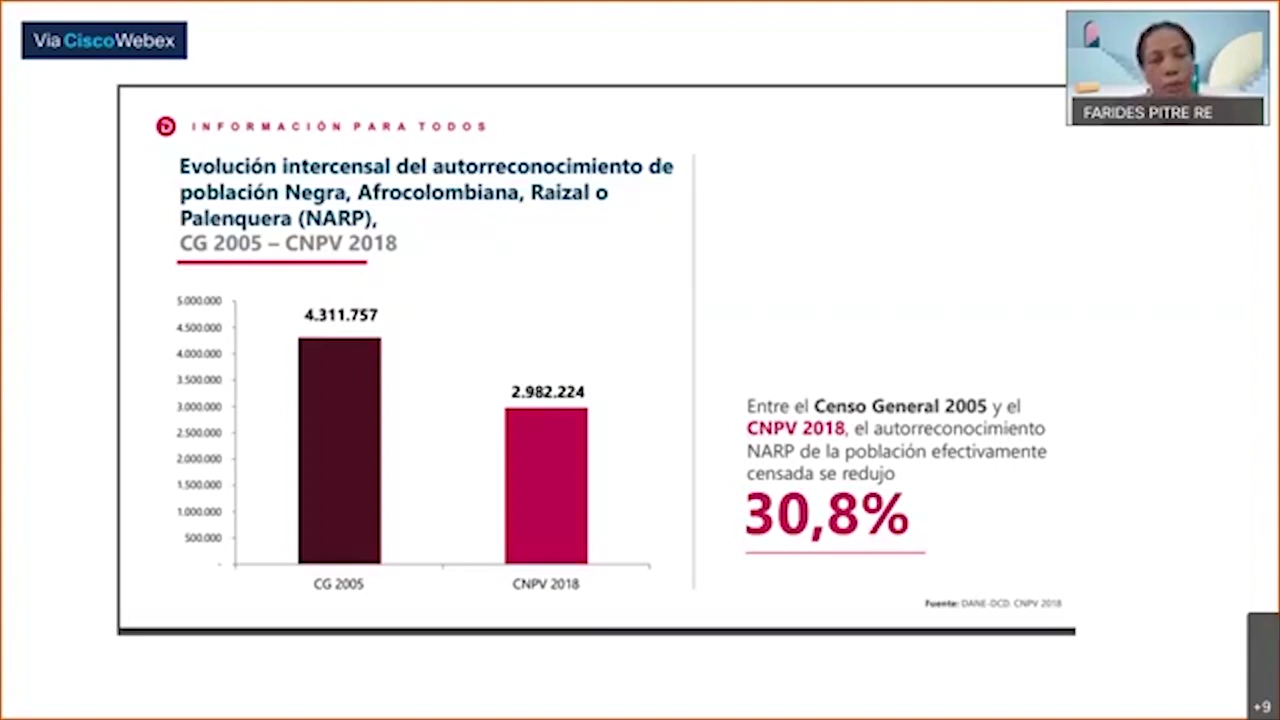 Vía CiscoWebex
FARIDES PITRE RE
INFORMACIÓN PARA TODOS
Evolución intercensal del autorreconocimiento de
población Negra, Afrocolombiana, Raizal o
Palenquera (NARP),
CG 2005 – CNPV 2018
5.000.000
4.500.000
4.000.000
3.500.000
3.000.000
2.500.000
2.000.000
1.500.000
1.000.000
500.000
-
4.311.757
2.982.224
CG 2005
CNPV 2018
Entre el Censo General 2005 y el
CNPV 2018, el autorreconocimiento
NARP de la población efectivamente
censada se redujo
30,8%
Fuente: DANE-DCD. CNPV 2018
+9